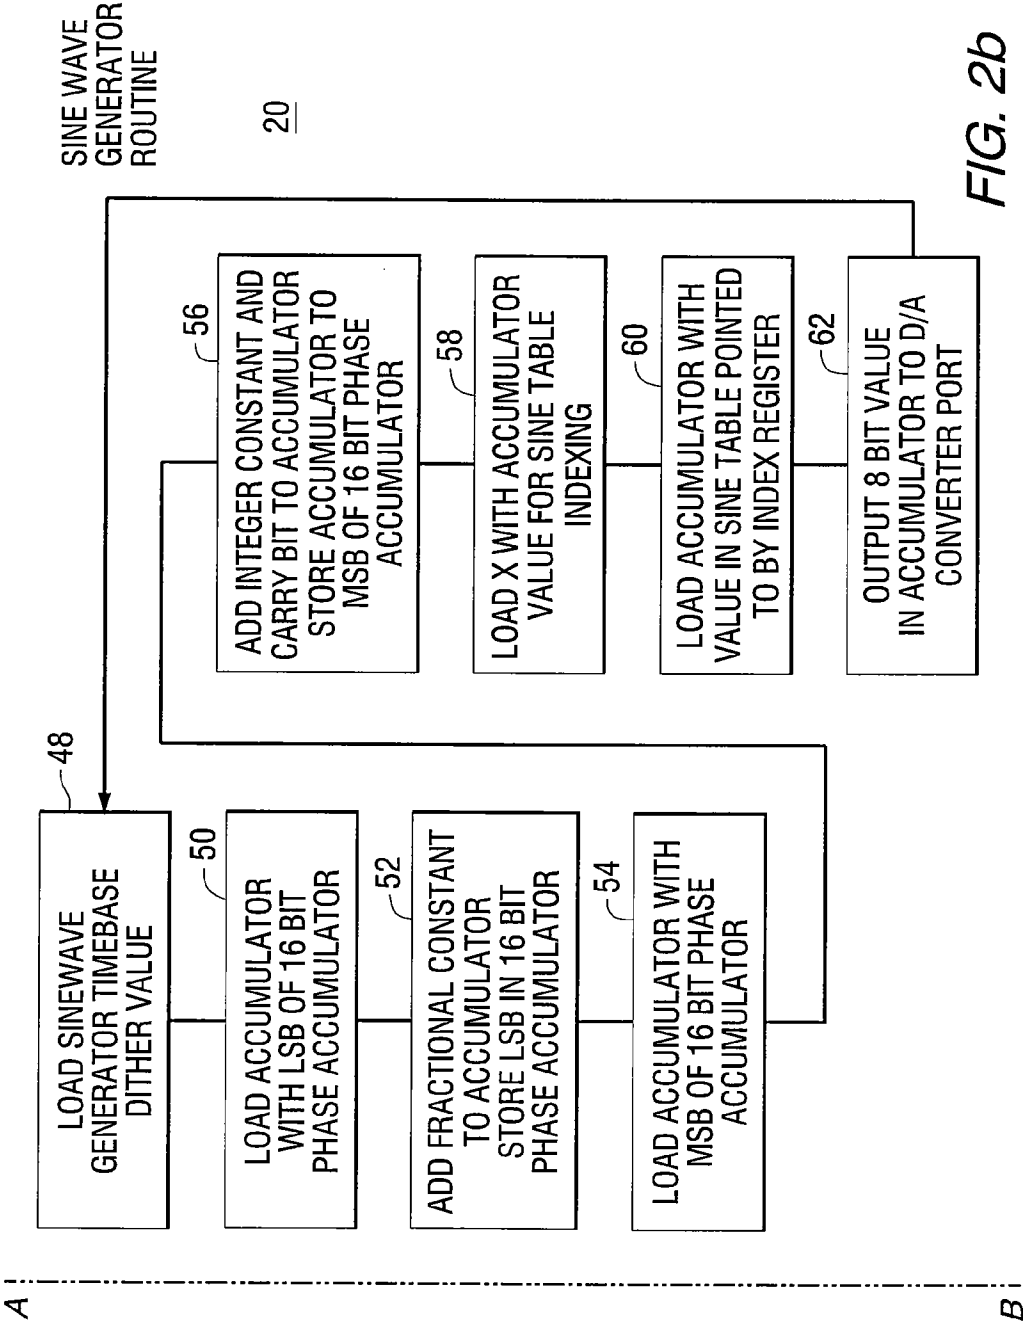 SINE WAVE
GENERATOR
ROUTINE
20
A
48
LOAD SINEWAVE
GENERATOR TIMEBASE
DITHER VALUE
50
LOAD ACCUMULATOR
WITH LSB OF 16 BIT
PHASE ACCUMULATOR
52
ADD FRACTIONAL CONSTANT
TO ACCUMULATOR
STORE LSB IN 16 BIT
PHASE ACCUMULATOR
54
LOAD ACCUMULATOR WITH
MSB OF 16 BIT PHASE
ACCUMULATOR
56
ADD INTEGER CONSTANT AND
CARRY BIT TO ACCUMULATOR
STORE ACCUMULATOR TO
MSB OF 16 BIT PHASE
ACCUMULATOR
58
LOAD X WITH ACCUMULATOR
VALUE FOR SINE TABLE
INDEXING
60
LOAD ACCUMULATOR WITH
VALUE IN SINE TABLE POINTED
TO BY INDEX REGISTER
62
OUTPUT 8 BIT VALUE
IN ACCUMULATOR TO D/A
CONVERTER PORT
B
FIG. 2b